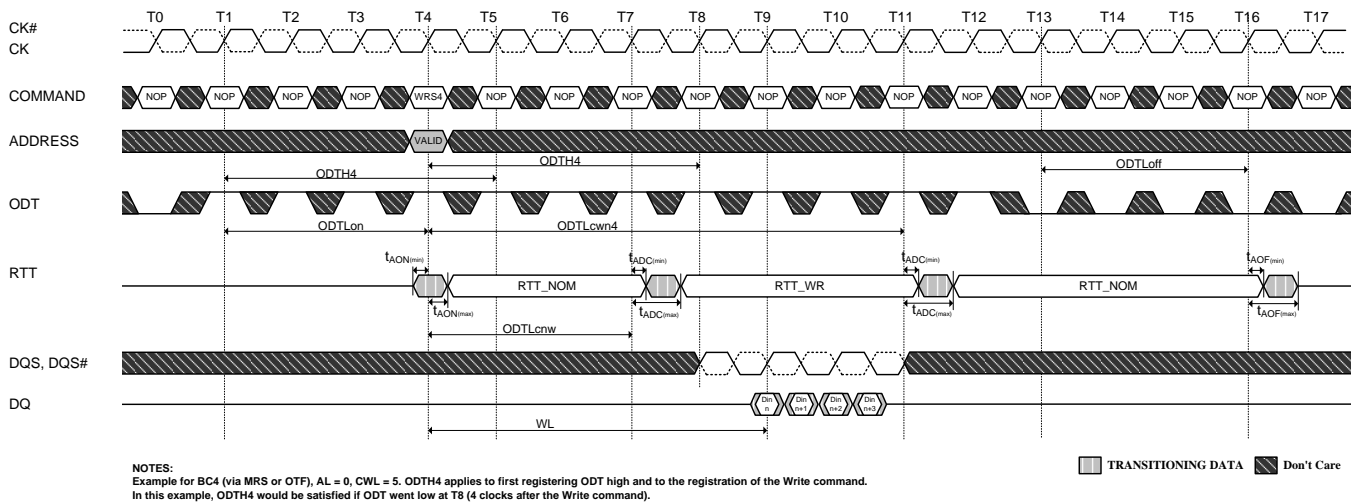 T0 T1 T2 T3 T4 T5 T6 T7 T8 T9 T10 T11 T12 T13 T14 T15 T16 T17
CK#
CK
COMMAND NOP NOP NOP NOP WRS4 NOP NOP NOP NOP NOP NOP NOP NOP NOP NOP NOP NOP NOP
ADDRESS VALID
ODTH4 ODTLoff
ODTH4
ODT
ODTLon ODTLcwn4
tAON(min) tADC(min) tADC(min) tAOF(min)
RTT RTT_NOM RTT_WR RTT_NOM
tAON(max) tADC(max) tADC(max) tAOF(max)
ODTLcnw
DQS, DQS#
DQ Din n Din n+1 Din n+2 Din n+3
WL
TRANSITIONING DATA Don't Care
NOTES:
Example for BC4 (via MRS or OTF), AL = 0, CWL = 5. ODTH4 applies to first registering ODT high and to the registration of the Write command.
In this example, ODTH4 would be satisfied if ODT went low at T8 (4 clocks after the Write command).